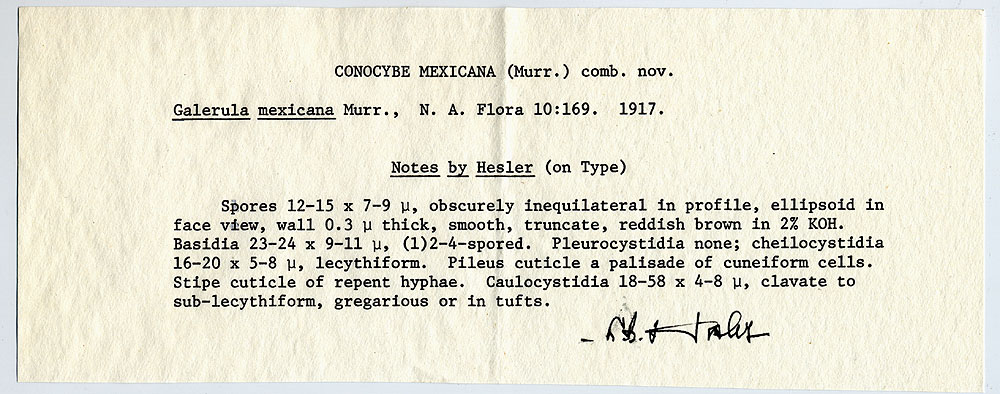 CONOCYBE MEXICANA (Murr.) comb. nov.
Galerula mexicana Murr., N. A. Flora 10:169. 1917.
Notes by Hesler (on Type)
Spores 12-15 x 7-9 μ, obscurely inequilateral in profile, ellipsoid in
face view, wall 0.3 μ thick, smooth, truncate, reddish brown in 2% KOH.
Basidia 23-24 x 9-11 μ, (1)2-4-spored. Pleurocystidia none; cheilocystidia
16-20 x 5-8 μ, lecythiform. Pileus cuticle a palisade of cuneiform cells.
Stipe cuticle of repent hyphae. Caulocystidia 18-58 x 4-8 μ, clavate to
sub-lecythiform, gregarious or in tufts.